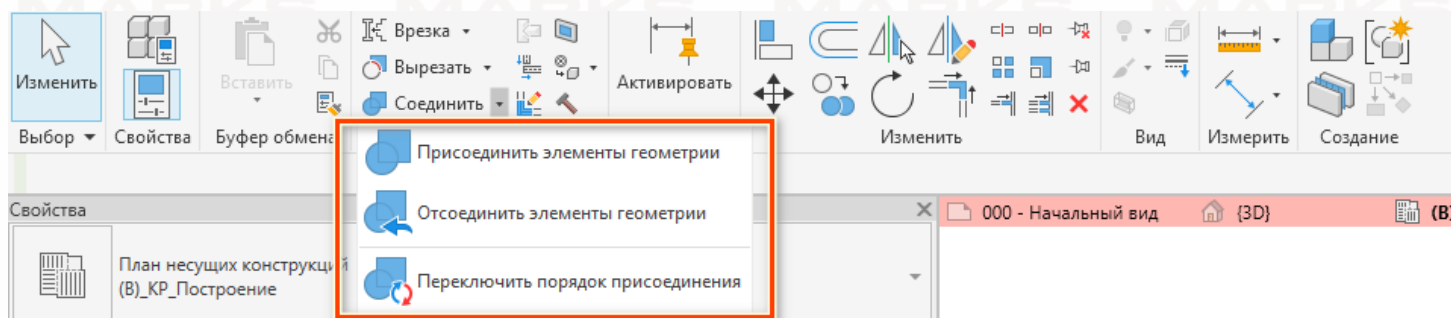 Врезка
Вырезать
Соединить
Изменить
Вставить
Активировать
Выбор
Свойства
Буфер обмена
Изменить
Вид
Измерить
Создание
Присоединить элементы геометрии
Отсоединить элементы геометрии
Переключить порядок присоединения
Свойства
000 - Начальный вид
{3D}
(В)
План несущих конструкций
(В)_КР_Построение